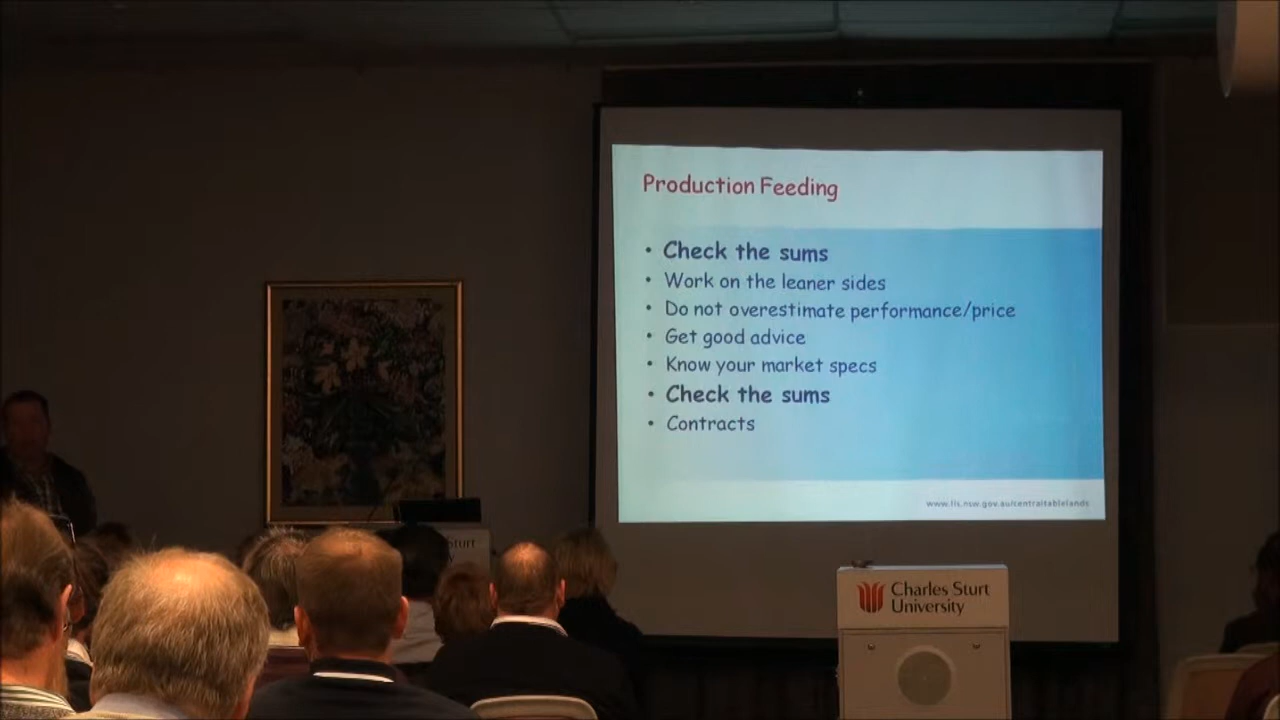 Production Feeding
• Check the sums
• Work on the leaner sides
• Do not overestimate performance/price
• Get good advice
• Know your market specs
• Check the sums
• Contracts
www.lls.nsw.gov.au/centraltablelands
Charles Sturt
University